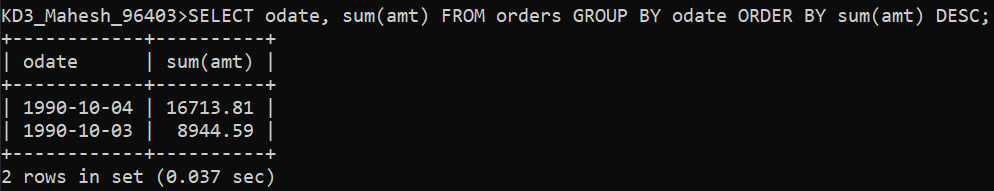 KD3_Mahesh_96403>SELECT odate, sum(amt) FROM orders GROUP BY odate ORDER BY sum(amt) DESC;
+------------+----------+
| odate      | sum(amt) |
+------------+----------+
| 1990-10-04 | 16713.81 |
| 1990-10-03 |  8944.59 |
+------------+----------+
2 rows in set (0.037 sec)